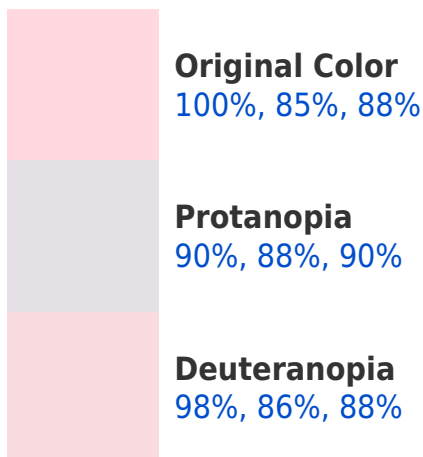 Original Color
100%, 85%, 88%
Protanopia
90%, 88%, 90%
Deuteranopia
98%, 86%, 88%